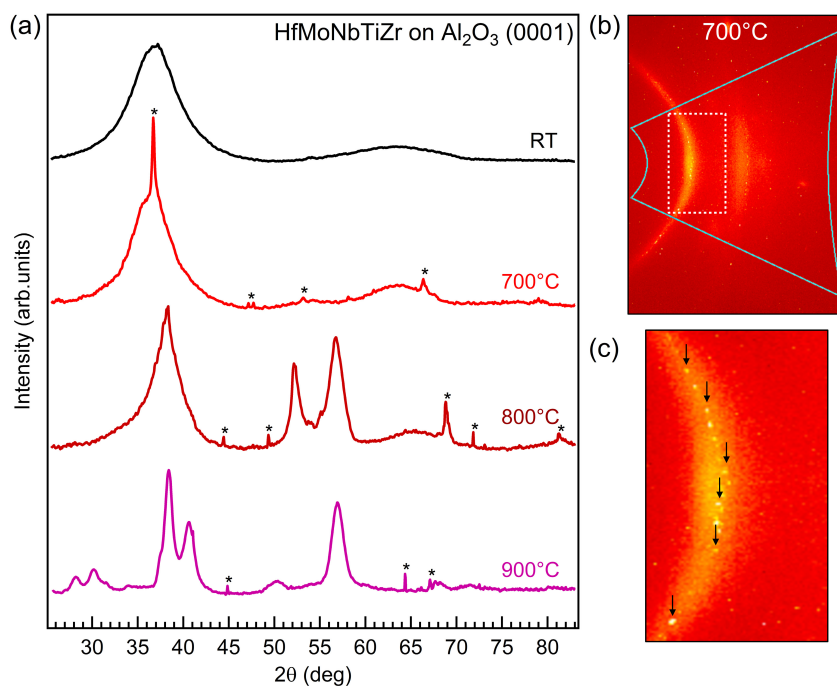 (a)
HfMoNbTiZr on Al₂O₃ (0001)
*
RT
700°C
* * *
800°C
* * * * *
900°C
* * *
Intensity (arb.units)
30 35 40 45 50 55 60 65 70 75 80
2θ (deg)
(b)
700°C
(c)